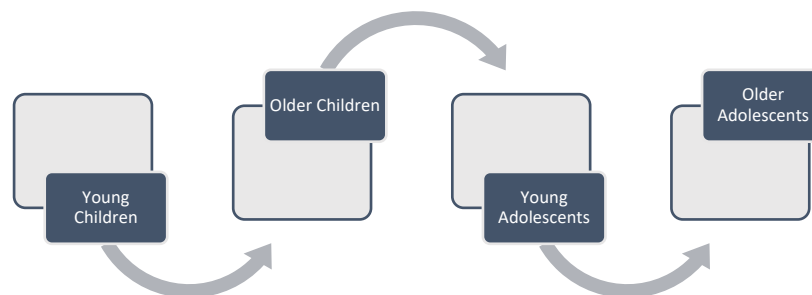 Young
Children
Older Children
Young
Adolescents
Older
Adolescents